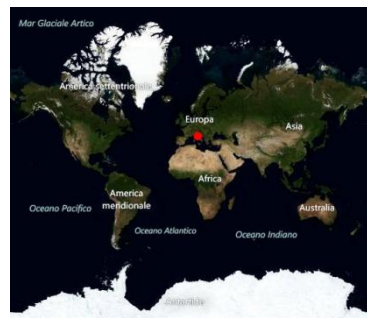 Mar Glaciale Artico
America settentrionale
Europa
Asia
Africa
America
meridionale
Oceano Pacifico
Australia
Oceano Atlantico
Oceano Indiano
Antartide